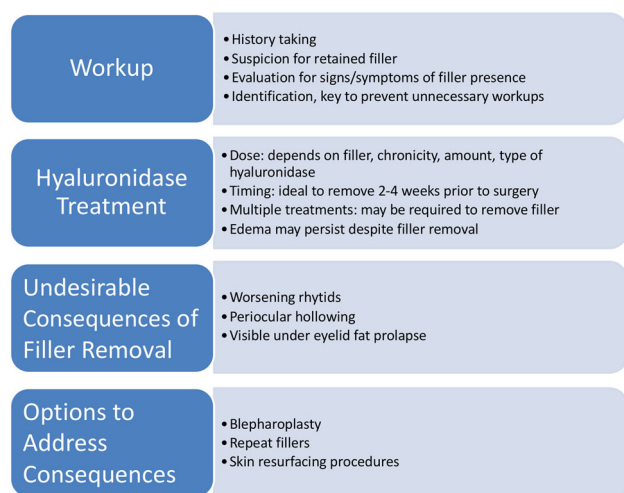 Workup
• History taking
• Suspicion for retained filler
• Evaluation for signs/symptoms of filler presence
• Identification, key to prevent unnecessary workups
Hyaluronidase
Treatment
• Dose: depends on filler, chronicity, amount, type of
hyaluronidase
• Timing: ideal to remove 2-4 weeks prior to surgery
• Multiple treatments: may be required to remove filler
• Edema may persist despite filler removal
Undesirable
Consequences of
Filler Removal
• Worsening rhytids
• Periocular hollowing
• Visible under eyelid fat prolapse
Options to
Address
Consequences
• Blepharoplasty
• Repeat fillers
• Skin resurfacing procedures